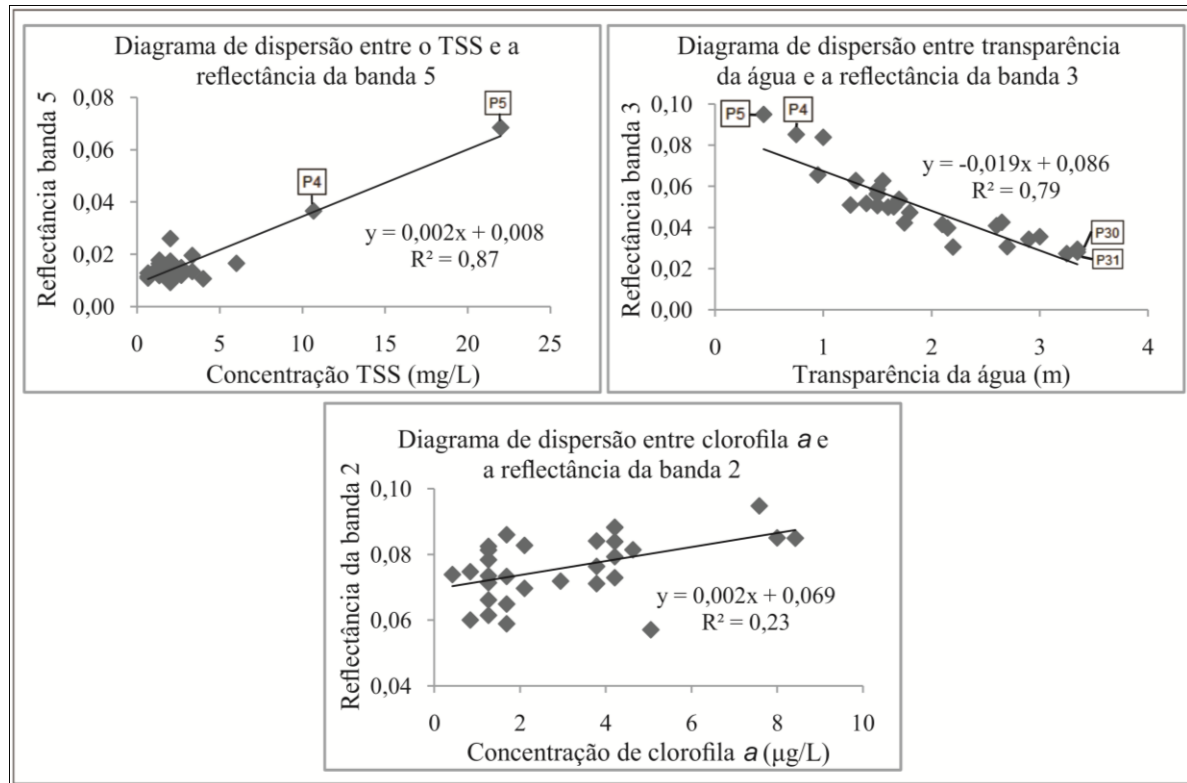 Diagrama de dispersão entre o TSS e a
reflectância da banda 5
Reflectância banda 5
0,08
0,06
0,04
0,02
0,00
P5
P4
y = 0,002x + 0,008
R² = 0,87
0 5 10 15 20 25
Concentração TSS (mg/L)
Diagrama de dispersão entre transparência
da água e a reflectância da banda 3
Reflectância banda 3
0,10
0,08
0,06
0,04
0,02
0,00
P5
P4
y = -0,019x + 0,086
R² = 0,79
P30
P31
0 1 2 3 4
Transparência da água (m)
Diagrama de dispersão entre clorofila a e
a reflectância da banda 2
Reflectância da banda 2
0,10
0,08
0,06
0,04
y = 0,002x + 0,069
R² = 0,23
0 2 4 6 8 10
Concentração de clorofila a (µg/L)